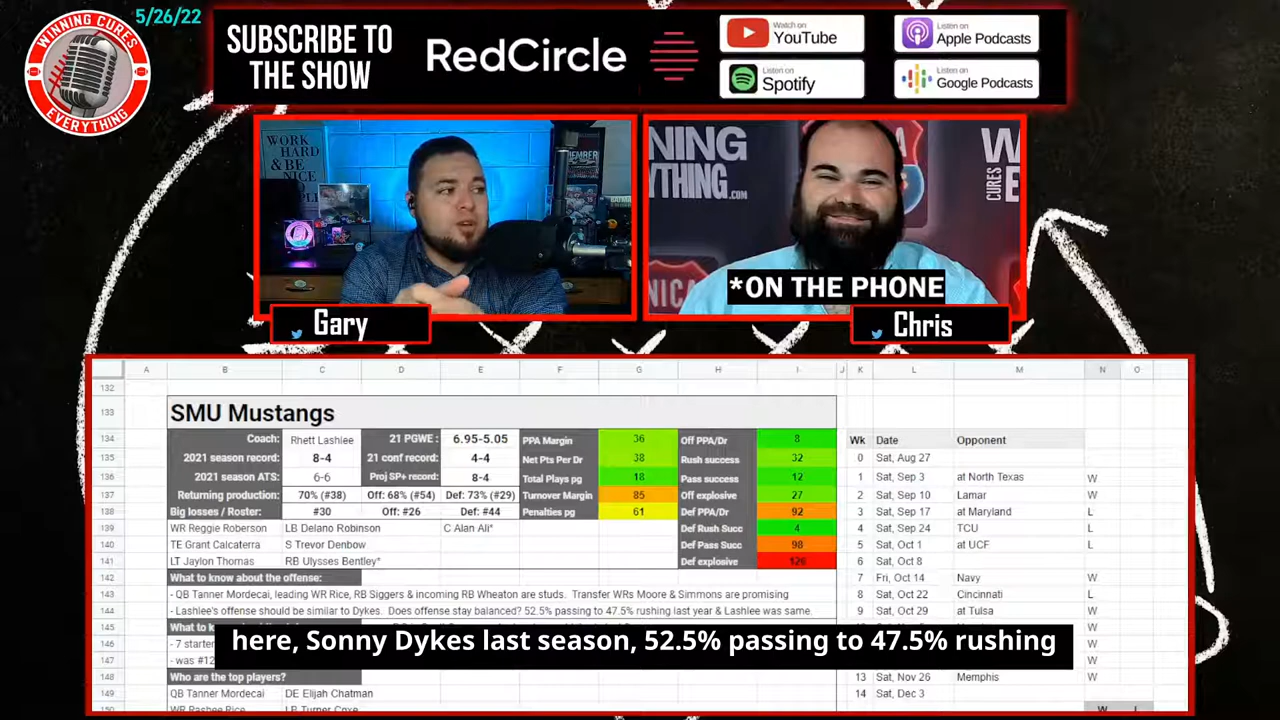 5/26/22
WINNING CURES
EVERYTHING
SUBSCRIBE TO
THE SHOW
RedCircle
Watch on
YouTube
Listen on
Spotify
Listen on
Apple Podcasts
Listen on
Google Podcasts
WORK
HARD
& BE
NICE
NING
YTHING
.COM
W
CURES
E
NICA
*ON THE PHONE
Gary
Chris
A B C D E F G H I J K L M N O
132
133 SMU Mustangs
134 Coach: Rhett Lashlee 21 PGWE : 6.95-5.05 PPA Margin 36 Off PPA/Dr 8 Wk Date Opponent
135 2021 season record: 8-4 21 conf record: 4-4 Net Pts Per Dr 38 Rush success 32 0 Sat, Aug 27
136 2021 season ATS: 6-6 Proj SP+ record: 8-4 Total Plays pg 18 Pass success 12 1 Sat, Sep 3 at North Texas W
137 Returning production: 70% (#38) Off: 68% (#54) Def: 73% (#29) Turnover Margin 85 Off explosive 27 2 Sat, Sep 10 Lamar W
138 Big losses / Roster: #30 Off: #26 Def: #44 Penalties pg 61 Def PPA/Dr 92 3 Sat, Sep 17 at Maryland L
139 WR Reggie Roberson LB Delano Robinson C Alan Ali* Def Rush Succ 4 4 Sat, Sep 24 TCU L
140 TE Grant Calcaterra S Trevor Denbow Def Pass Succ 98 5 Sat, Oct 1 at UCF L
141 LT Jaylon Thomas RB Ulysses Bentley* Def explosive 6 Sat, Oct 8
142 What to know about the offense: 7 Fri, Oct 14 Navy W
143 - QB Tanner Mordecai, leading WR Rice, RB Siggers & incoming RB Wheaton are studs. Transfer WRs Moore & Simmons are promising 8 Sat, Oct 22 Cincinnati L
144 - Lashlee's offense should be similar to Dykes. Does offense stay balanced? 52.5% passing to 47.5% rushing last year & Lashlee was same. 9 Sat, Oct 29 at Tulsa W
145
146 - 7 starter W
147 - was #12 W
here, Sonny Dykes last season, 52.5% passing to 47.5% rushing
148 Who are the top players? 13 Sat, Nov 26 Memphis W
149 QB Tanner Mordecai DE Elijah Chatman 14 Sat, Dec 3
150 WR Rashee Rice LB Turner Coxe W L